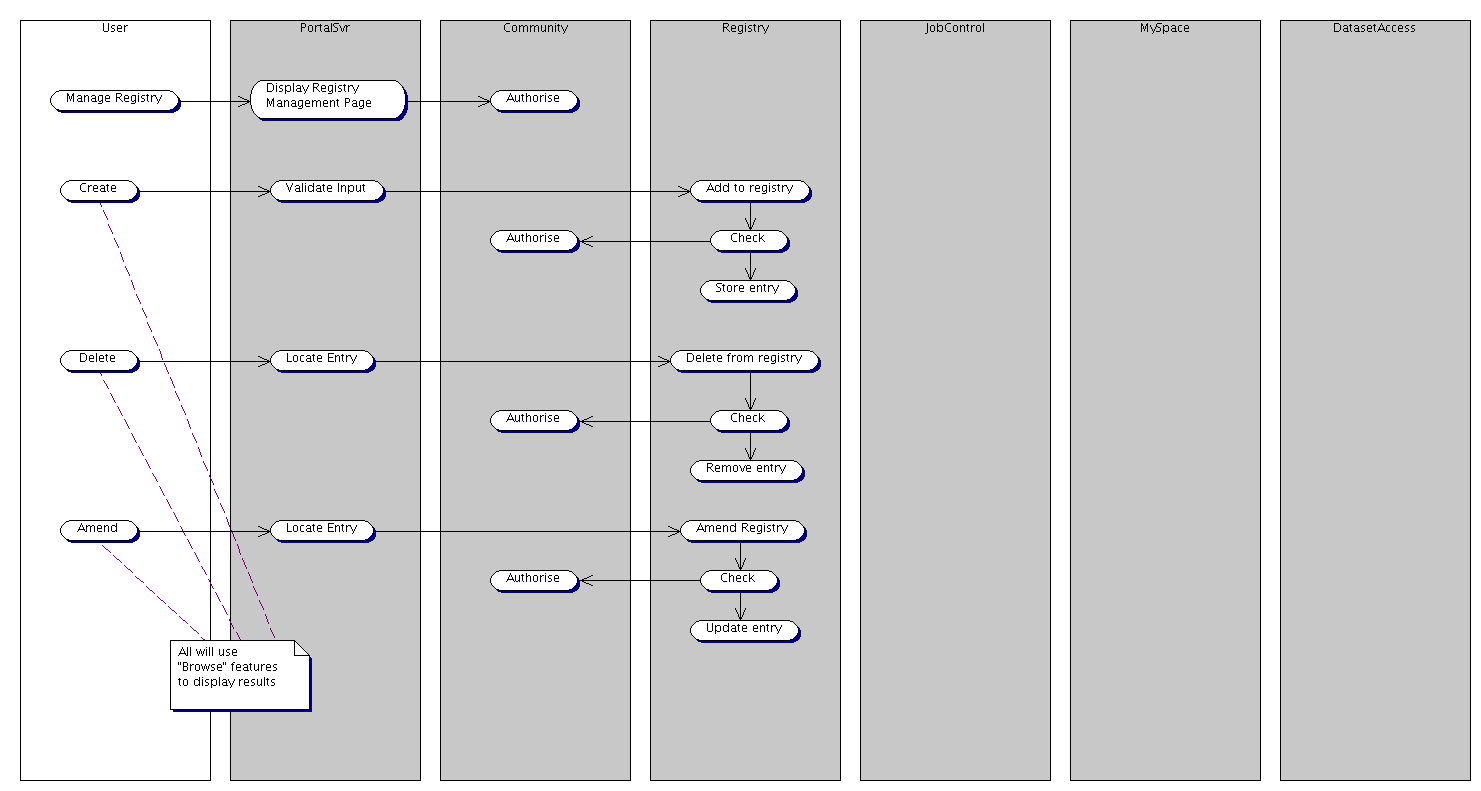 User
PortalSvr
Community
Registry
JobControl
MySpace
DatasetAccess
Manage Registry
Display Registry
Management Page
Authorise
Create
Validate Input
Add to registry
Authorise
Check
Store entry
Delete
Locate Entry
Delete from registry
Authorise
Check
Remove entry
Amend
Locate Entry
Amend Registry
Authorise
Check
Update entry
All will use
"Browse" features
to display results